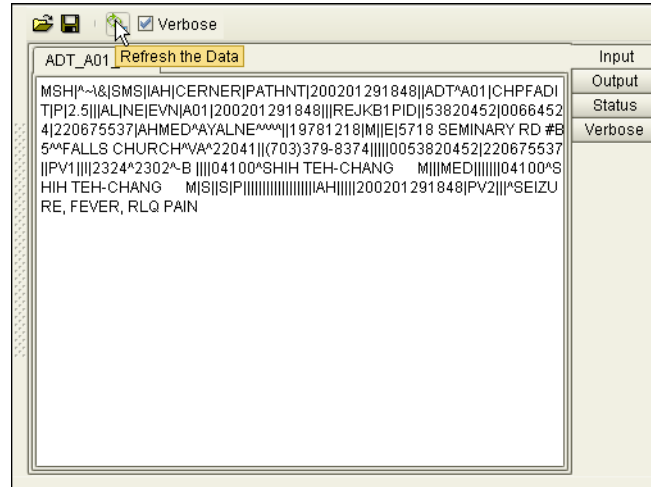 Verbose
ADT_A01_
Refresh the Data
Input
Output
Status
Verbose
MSH|^~\&|SMS|IAH|CERNER|PATHNT|200201291848||ADT^A01|CHPFADI
T|P|2.5|||AL|NE|EVN|A01|200201291848|||REJKB1PID||53820452|0066452
4|220675537|AHMED^AYALNE^^^^||19781218|M||E|5718 SEMINARY RD #B
5^^FALLS CHURCH^VA^22041||(703)379-8374|||||0053820452|220675537
||PV1||||2324^2302^-B ||||04100^SHIH TEH-CHANG M|||MED|||||||04100^S
HIH TEH-CHANG M|S||S|P|||||||||||||||||||IAH|||||200201291848|PV2|||^SEIZU
RE, FEVER, RLQ PAIN